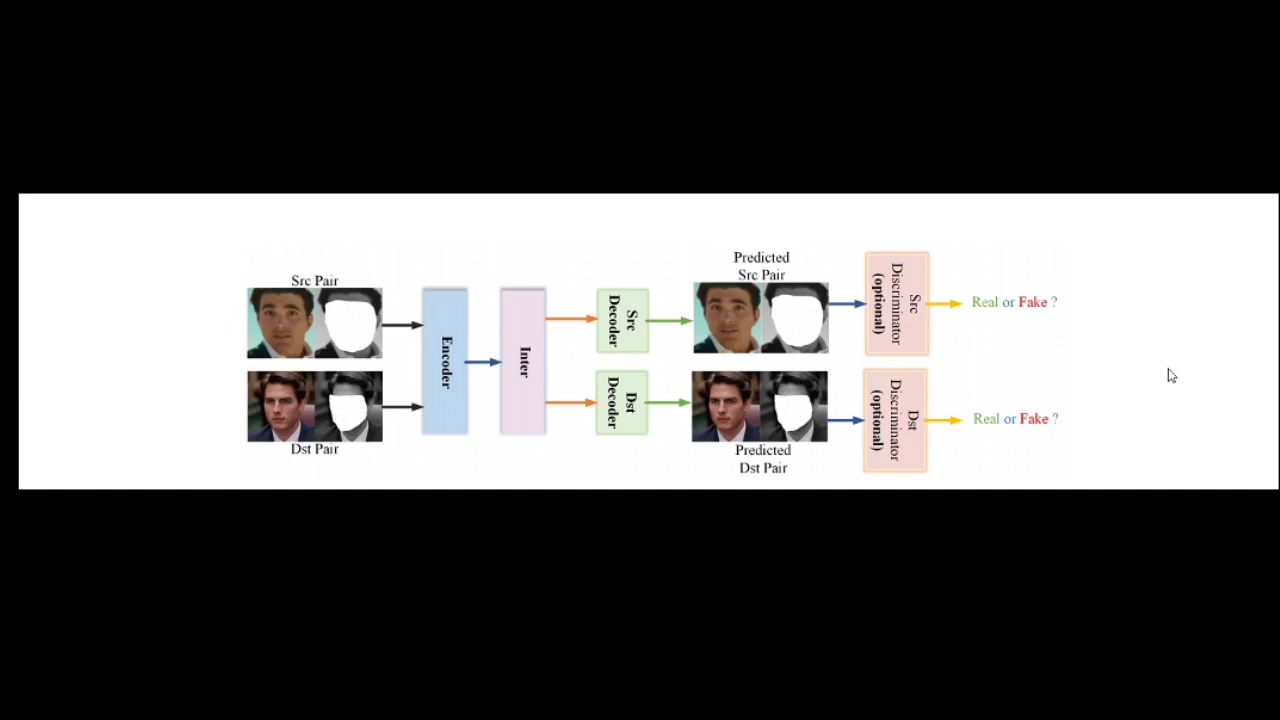 Src Pair
Dst Pair
Encoder
Inter
Src
Decoder
Dst
Decoder
Predicted
Src Pair
Predicted
Dst Pair
Src
Discriminator
(optional)
Dst
Discriminator
(optional)
Real or Fake ?
Real or Fake ?